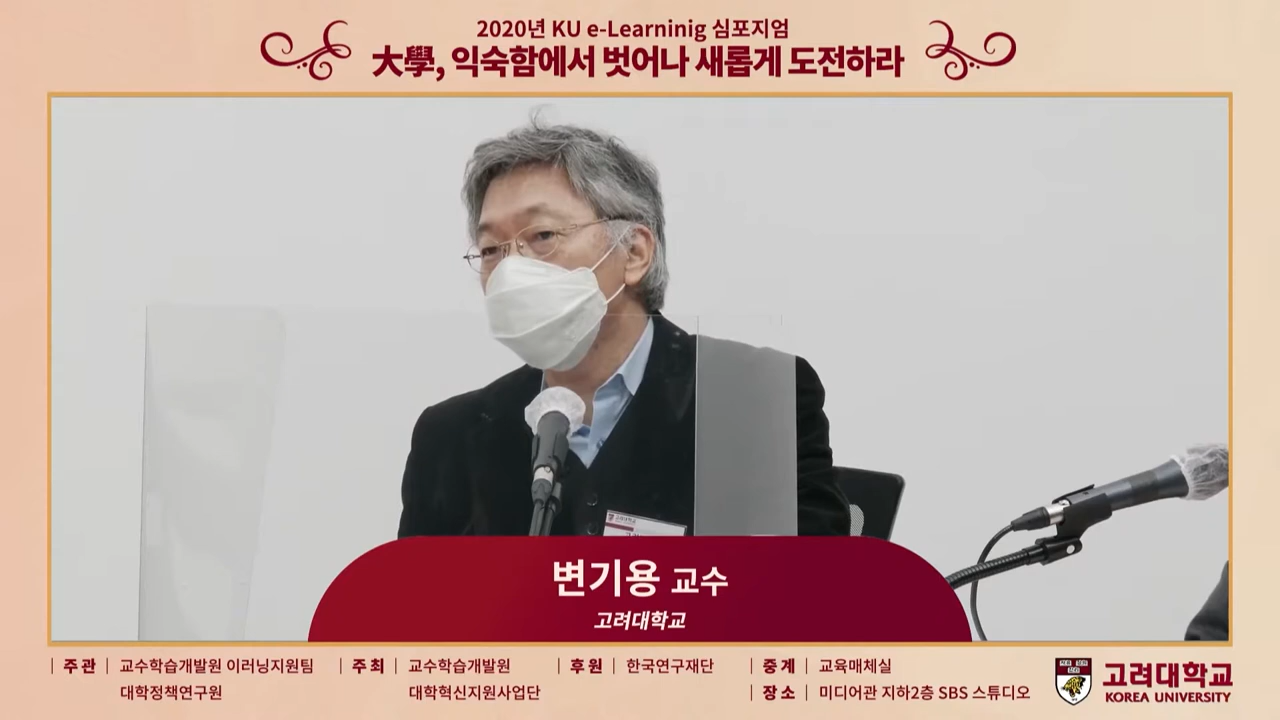 2020년 KU e-Learninig 심포지엄
大學, 익숙함에서 벗어나 새롭게 도전하라
고려대학교
변기용 교수
고려대학교
주관 교수학습개발원 이러닝지원팀
대학정책연구원
주최 교수학습개발원
대학혁신지원사업단
후원 한국연구재단
중계 교육매체실
장소 미디어관 지하2층 SBS 스튜디오
고려대학교
KOREA UNIVERSITY